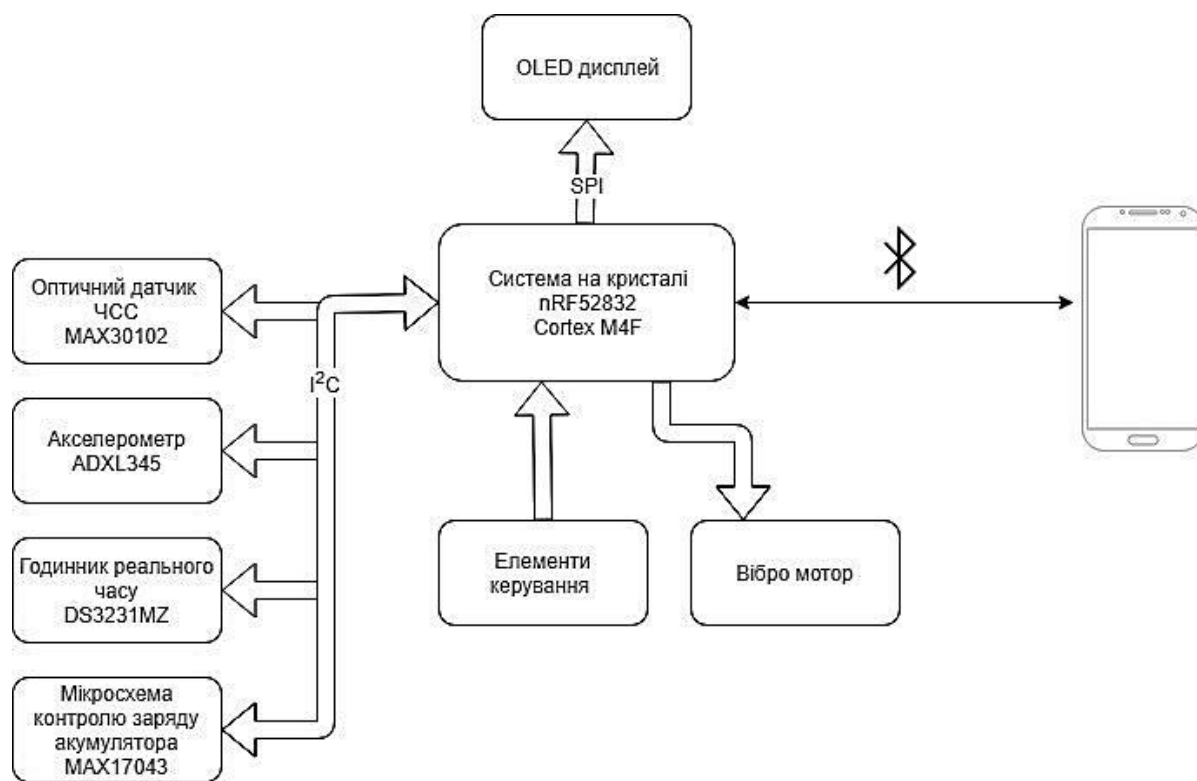 OLED дисплей
SPI
Система на кристалі
nRF52832
Cortex M4F
Оптичний датчик
ЧСС
MAX30102
I²C
Акселерометр
ADXL345
Годинник реального
часу
DS3231MZ
Мікросхема
контролю заряду
акумулятора
MAX17043
Елементи
керування
Вібро мотор